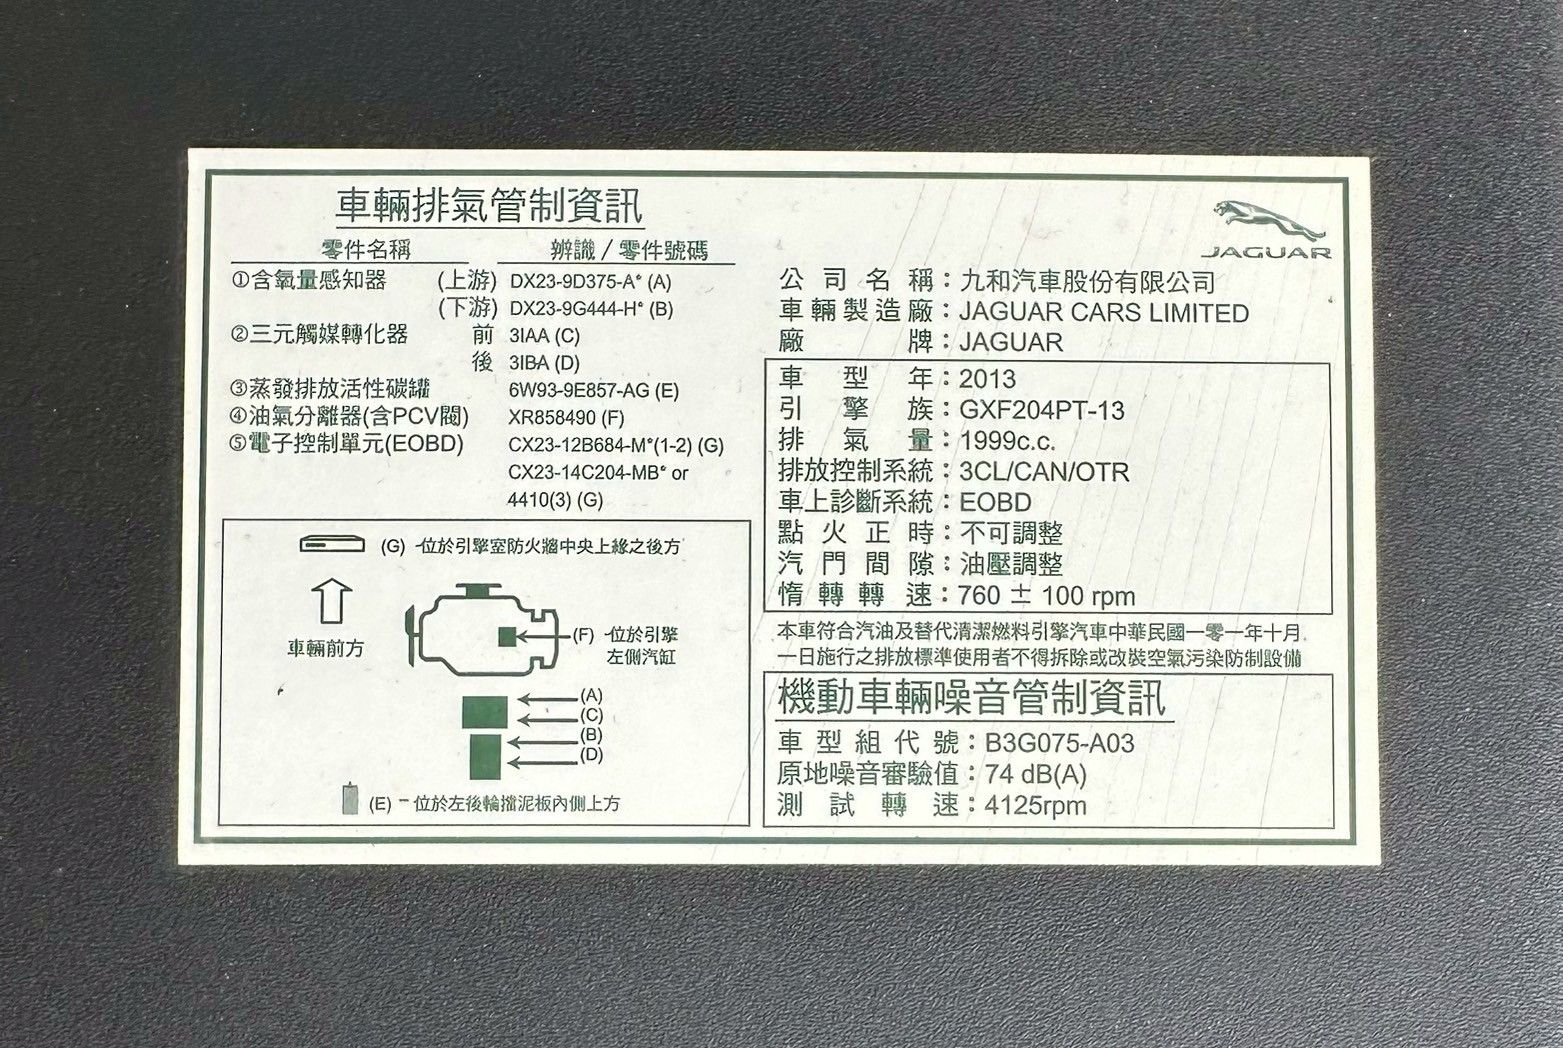 車輛排氣管制資訊
零件名稱 辨識/零件號碼
①含氧量感知器 (上游) DX23-9D375-A* (A)
(下游) DX23-9G444-H* (B)
②三元觸媒轉化器 前 3IAA (C)
後 3IBA (D)
③蒸發排放活性碳罐 6W93-9E857-AG (E)
④油氣分離器(含PCV閥) XR858490 (F)
⑤電子控制單元(EOBD) CX23-12B684-M*(1-2) (G)
CX23-14C204-MB* or
4410(3) (G)
(G) -位於引擎室防火牆中央上緣之後方
車輛前方
(F) -位於引擎
左側汽缸
(A)
(C)
(B)
(D)
(E) -位於左後輪擋泥板內側上方
JAGUAR
公司名稱:九和汽車股份有限公司
車輛製造廠:JAGUAR CARS LIMITED
廠牌:JAGUAR
車型年:2013
引擎族:GXF204PT-13
排氣量:1999c.c.
排放控制系統:3CL/CAN/OTR
車上診斷系統:EOBD
點火正時:不可調整
汽門間隙:油壓調整
惰轉轉速:760 ± 100 rpm
本車符合汽油及替代清潔燃料引擎汽車中華民國一零一年十月
一日施行之排放標準使用者不得拆除或改裝空氣污染防制設備
機動車輛噪音管制資訊
車型組代號:B3G075-A03
原地噪音審驗值:74 dB(A)
測試轉速:4125rpm